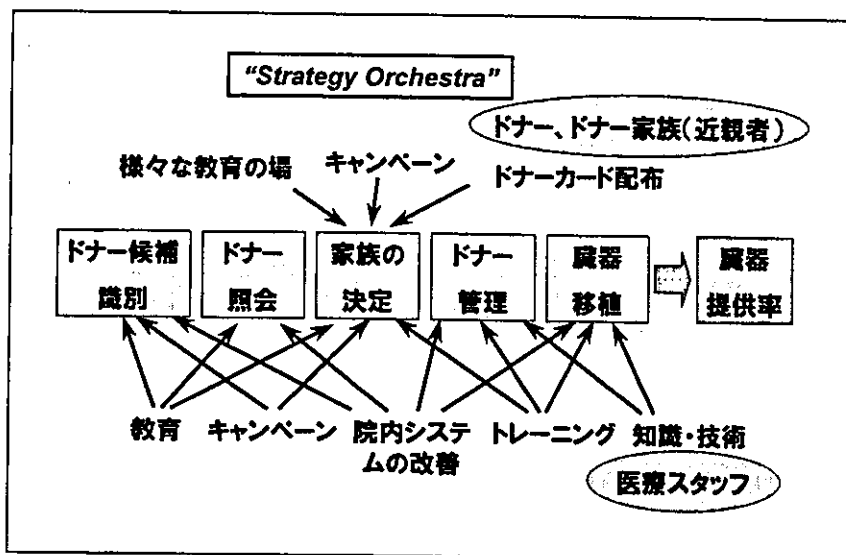 “Strategy Orchestra”
ドナー、ドナー家族(近親者)
様々な教育の場
キャンペーン
ドナーカード配布
ドナー候補
識別
ドナー
照会
家族の
決定
ドナー
管理
臓器
移植
臓器
提供率
教育
キャンペーン
院内システ
ムの改善
トレーニング
知識・技術
医療スタッフ